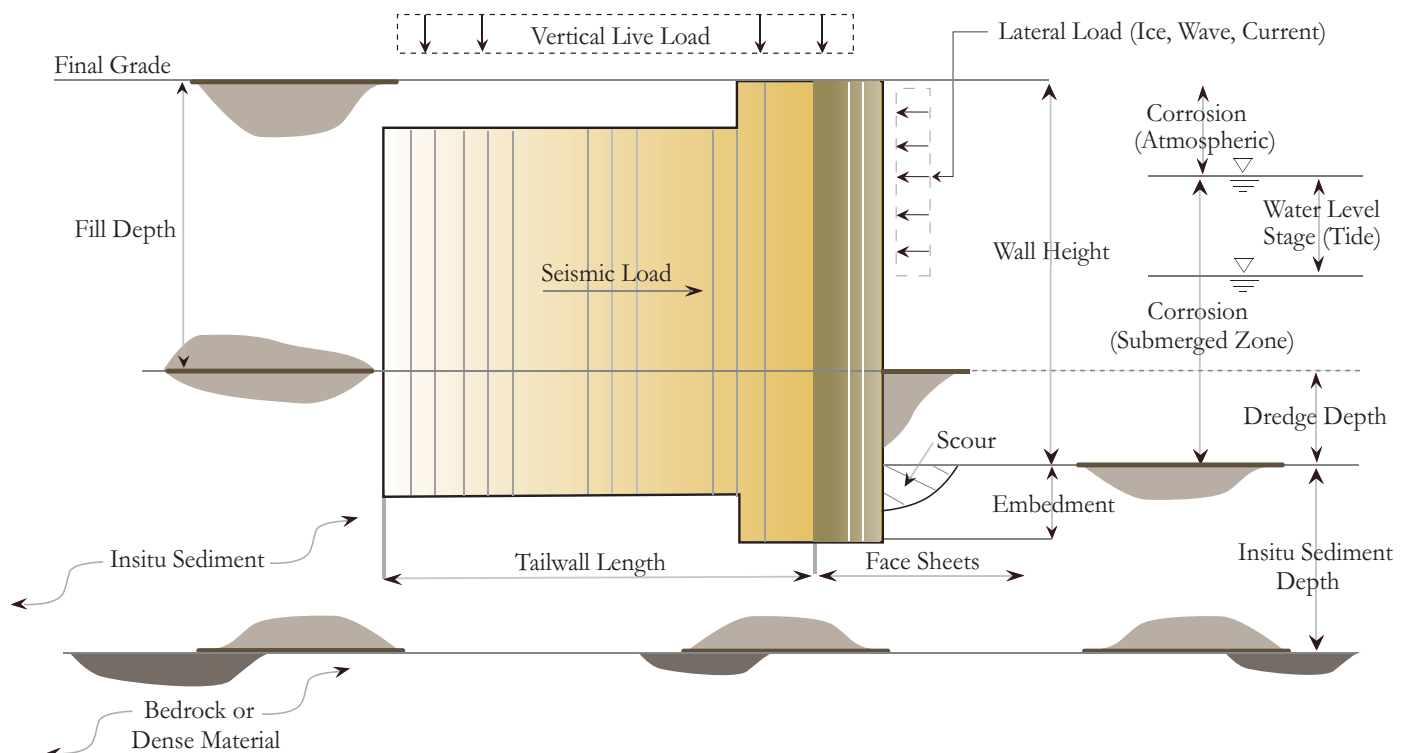 Vertical Live Load
Lateral Load (Ice, Wave, Current)
Final Grade
Corrosion
(Atmospheric)
Fill Depth
Water Level
Stage (Tide)
Wall Height
Seismic Load
Corrosion
(Submerged Zone)
Dredge Depth
Scour
Embedment
Insitu Sediment
Tailwall Length
Face Sheets
Insitu Sediment
Depth
Bedrock or
Dense Material